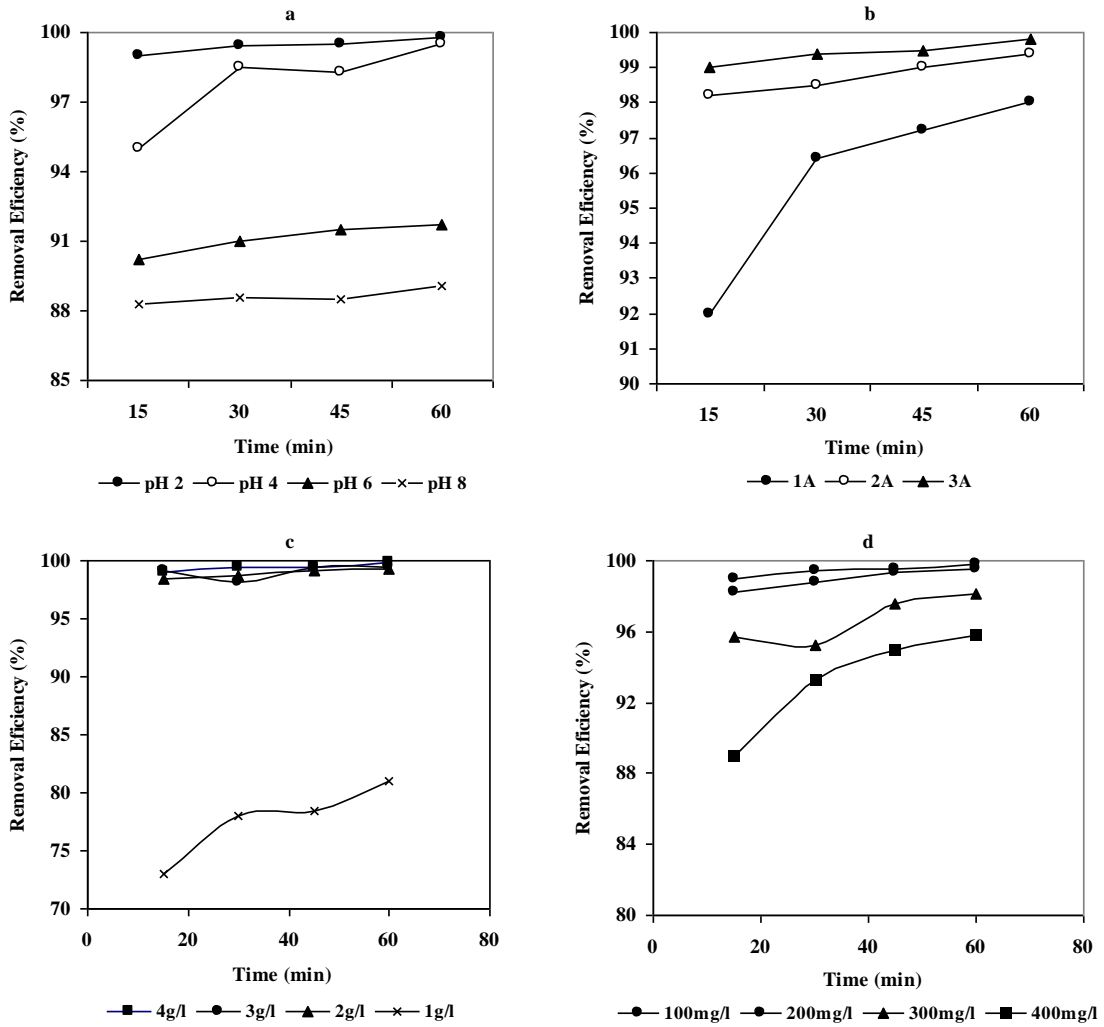 a
100
97
94
91
88
85
Removal Eficiency (%)
15 30 45 60
Time (min)
pH 2 pH 4 pH 6 pH 8
b
100
99
98
97
96
95
94
93
92
91
90
Removal Eficiency (%)
15 30 45 60
Time (min)
1A 2A 3A
c
100
95
90
85
80
75
70
Removal Eficiency (%)
0 20 40 60 80
Time (min)
4g/l 3g/l 2g/l 1g/l
d
100
96
92
88
84
80
Removal Eficiency (%)
0 20 40 60 80
Time (min)
100mg/l 200mg/l 300mg/l 400mg/l